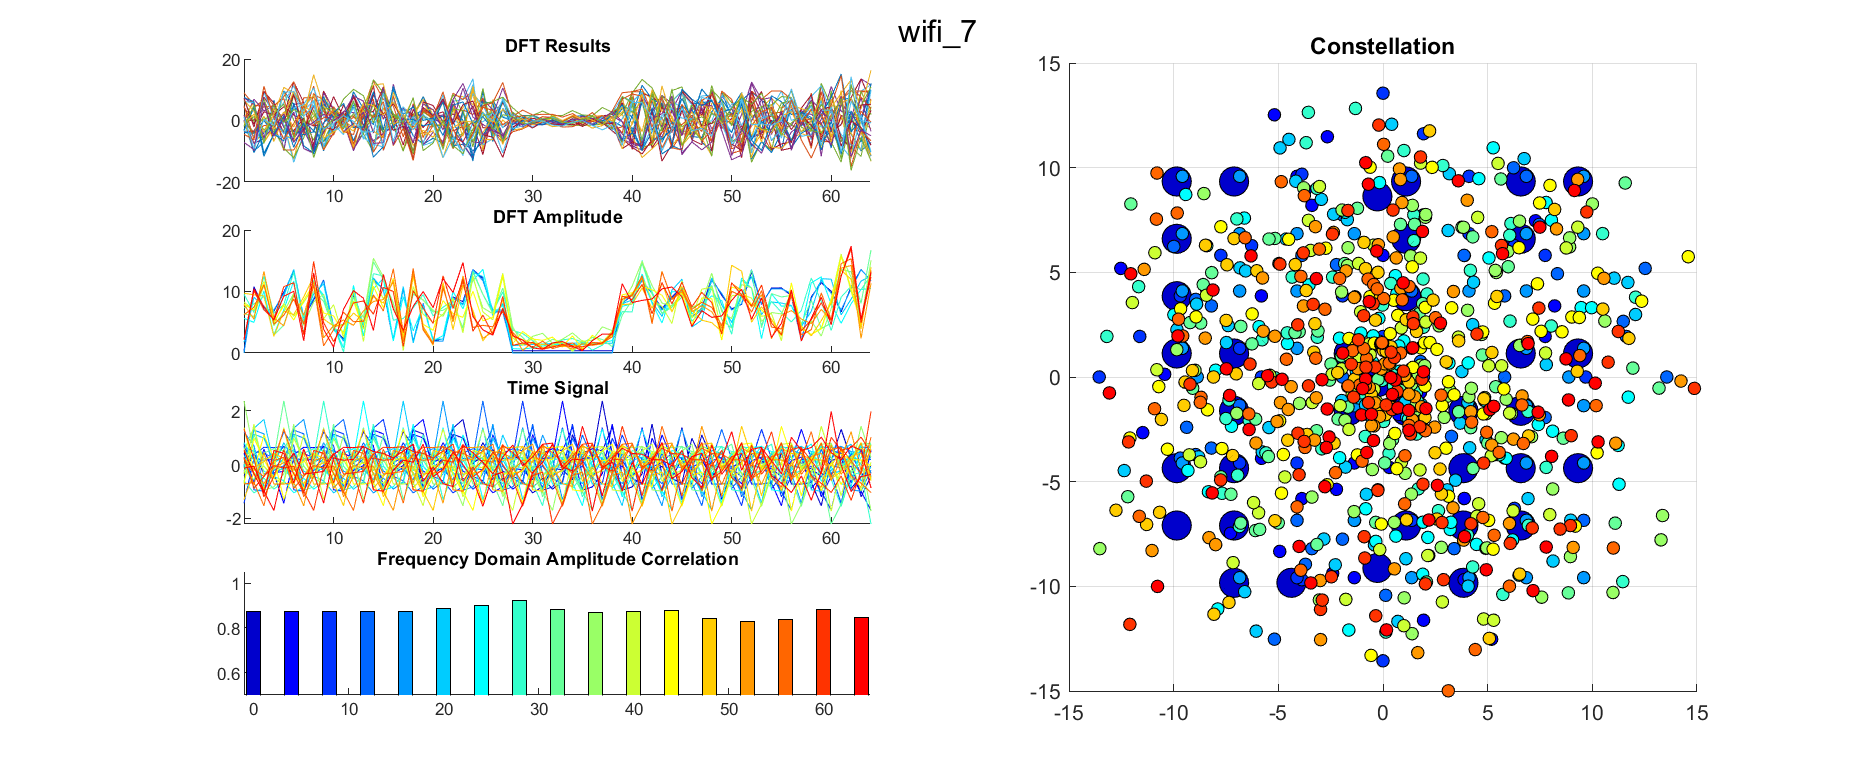 wifi_7
DFT Results
20
0
-20
10 20 30 40 50 60
DFT Amplitude
20
10
0
10 20 30 40 50 60
Time Signal
2
0
-2
10 20 30 40 50 60
Frequency Domain Amplitude Correlation
1
0.8
0.6
0 10 20 30 40 50 60
Constellation
15
10
5
0
-5
-10
-15
-15 -10 -5 0 5 10 15